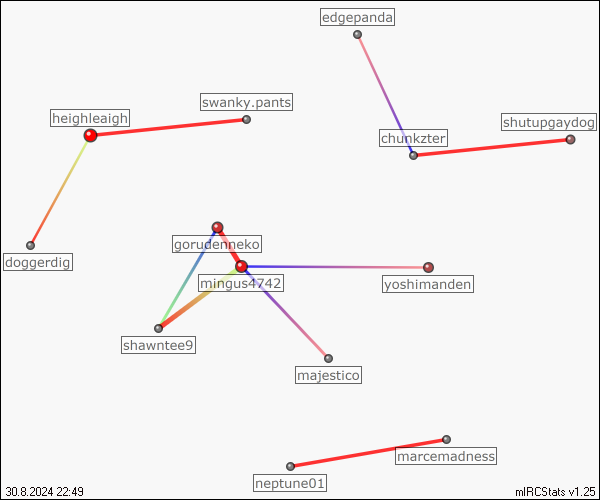 edgepanda
swanky.pants
heighleaigh
shutupgaydog
chunkzter
gorudenneko
doggerdig
mingus4742
yoshimanden
shawntee9
majestico
marcemadness
neptune01
30.8.2024 22:49
mIRCStats v1.25